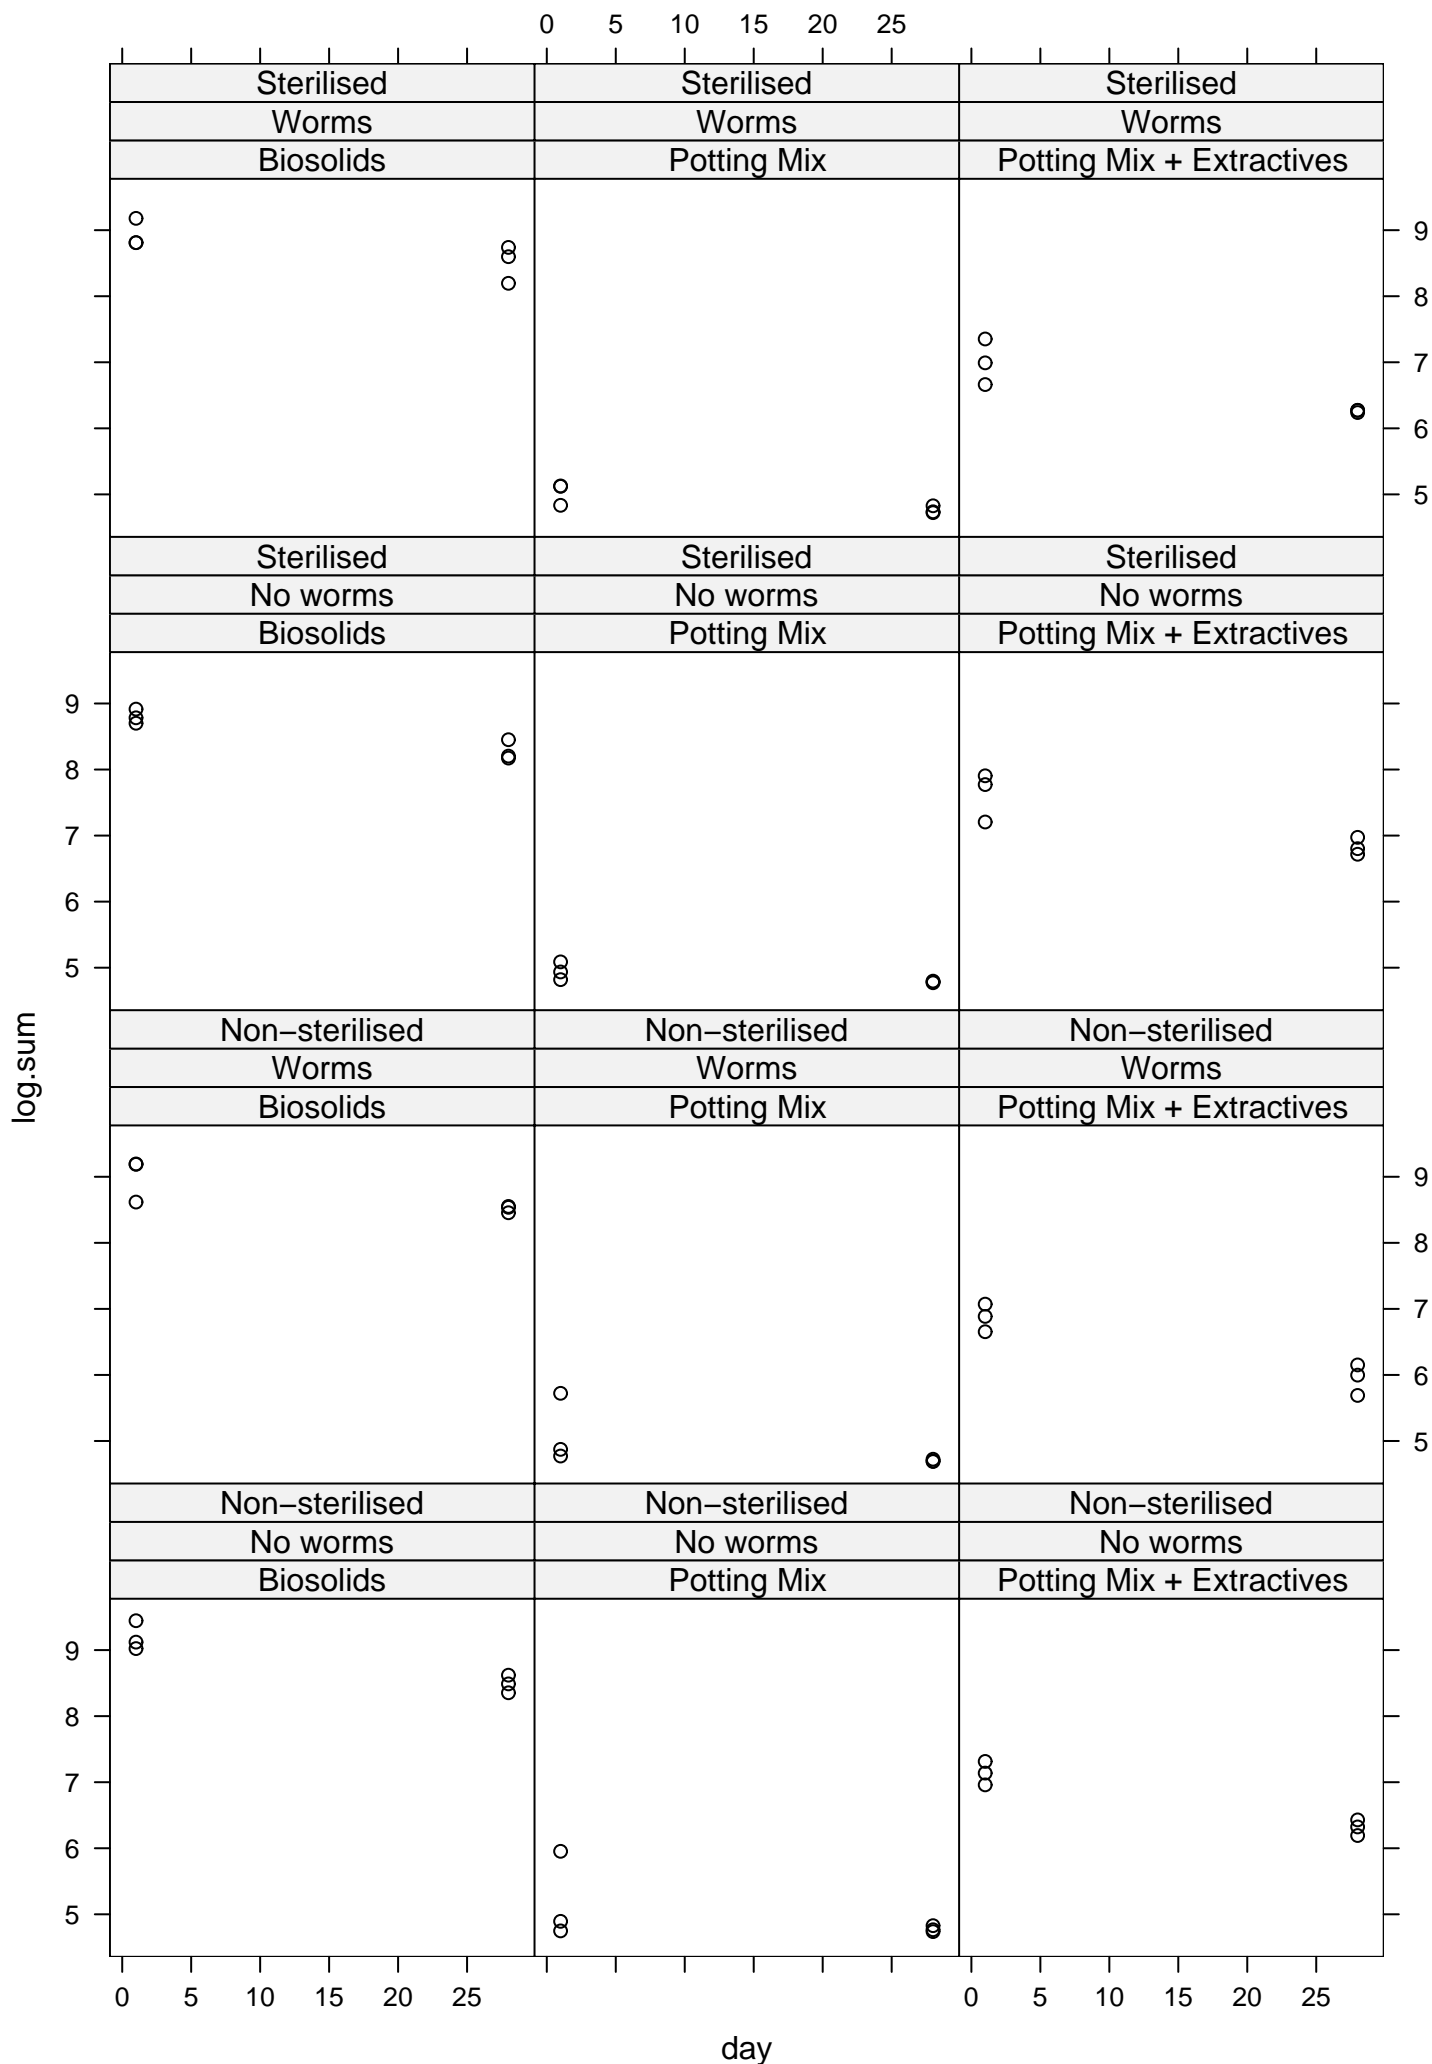 0 5 10 15 20 25
Sterilised Sterilised Sterilised
Worms Worms Worms
Biosolids Potting Mix Potting Mix + Extractives
9
8
7
6
5
Sterilised Sterilised Sterilised
No worms No worms No worms
Biosolids Potting Mix Potting Mix + Extractives
9
8
7
6
5
log.sum
Non−sterilised Non−sterilised Non−sterilised
Worms Worms Worms
Biosolids Potting Mix Potting Mix + Extractives
9
8
7
6
5
Non−sterilised Non−sterilised Non−sterilised
No worms No worms No worms
Biosolids Potting Mix Potting Mix + Extractives
9
8
7
6
5
0 5 10 15 20 25 0 5 10 15 20 25
day